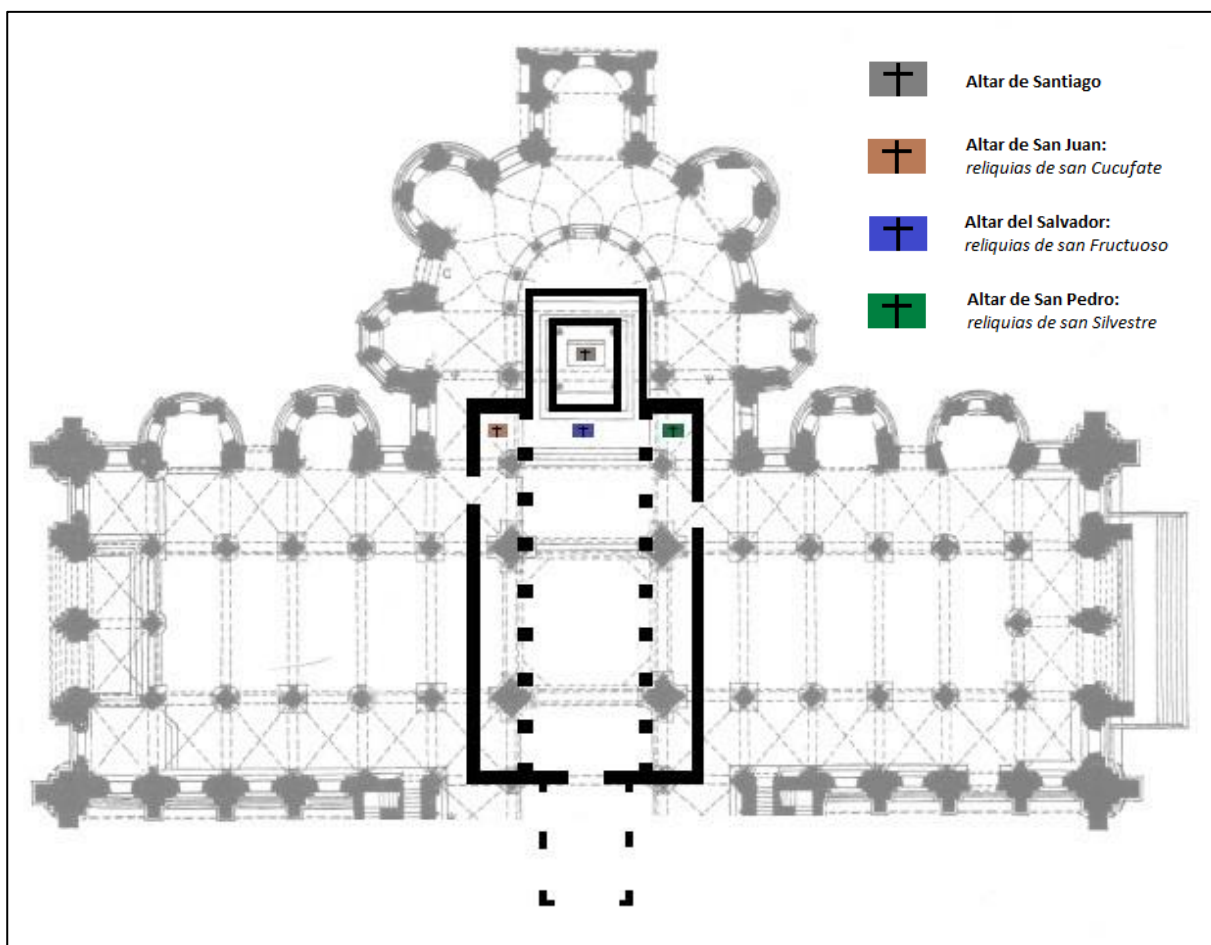 Altar de Santiago
Altar de San Juan:
reliquias de san Cucufate
Altar del Salvador:
reliquias de san Fructuoso
Altar de San Pedro:
reliquias de san Silvestre